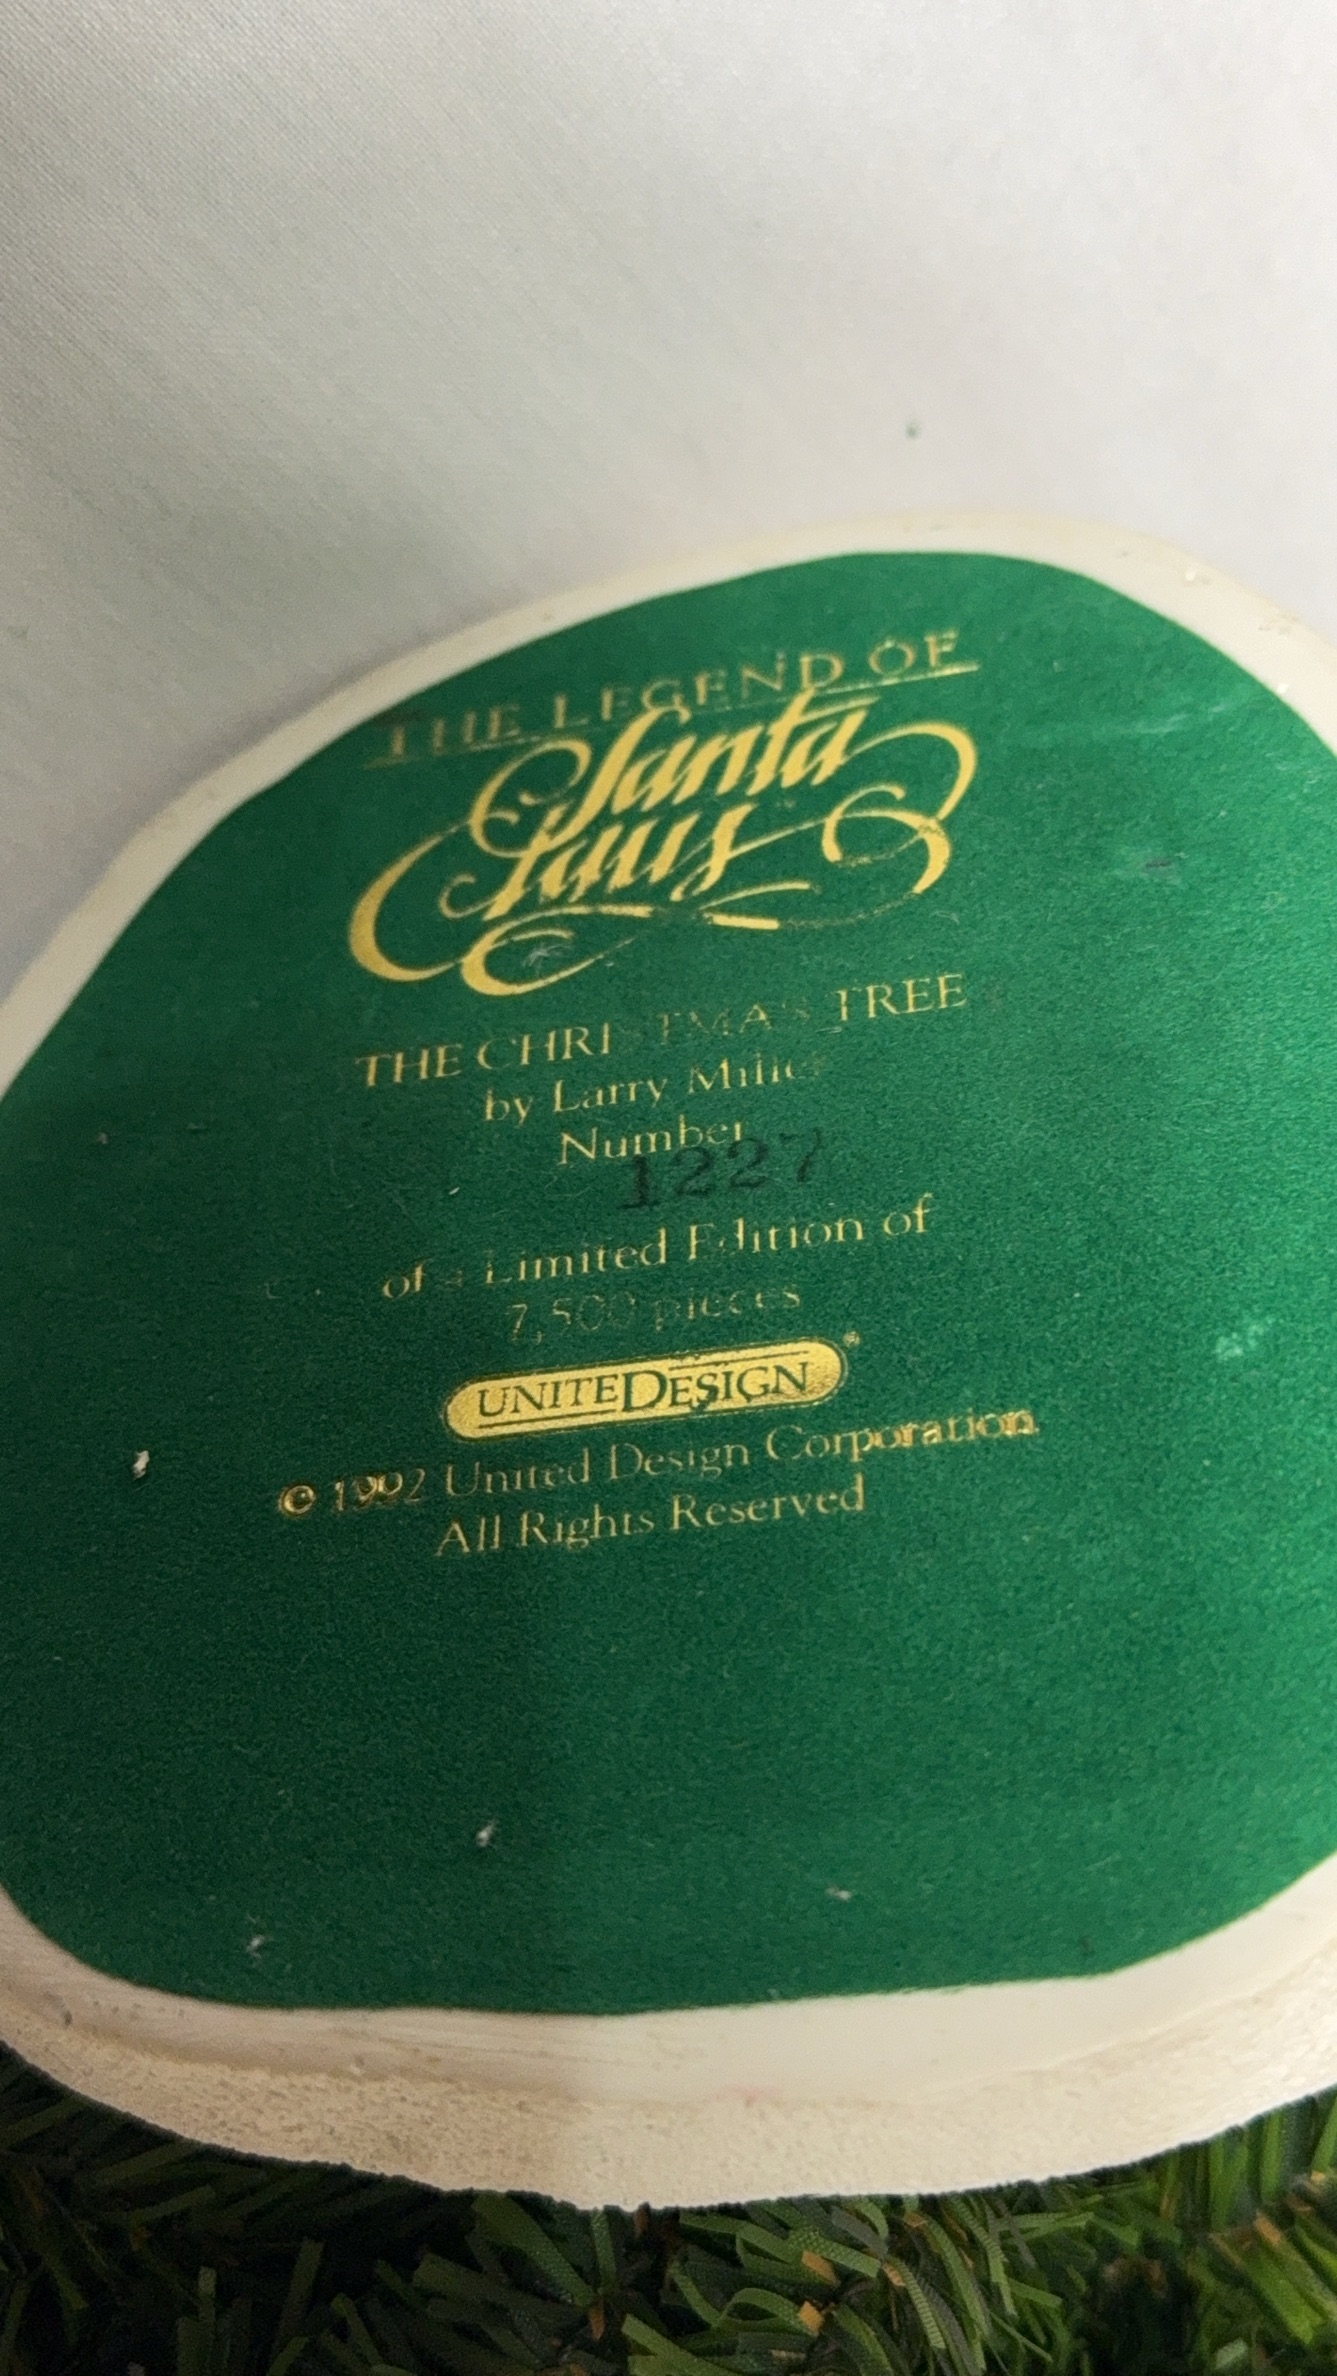 THE LEGEND OF
Santa
Claus™
THE CHRISTMAS TREE
by Larry Miller
Number
1227
of a Limited Edition of
7,500 pieces
UNITEDESIGN®
© 1992 United Design Corporation.
All Rights Reserved